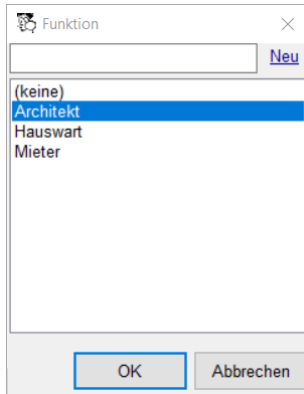 Funktion
Neu
(keine)
Architekt
Hauswart
Mieter
OK
Abbrechen